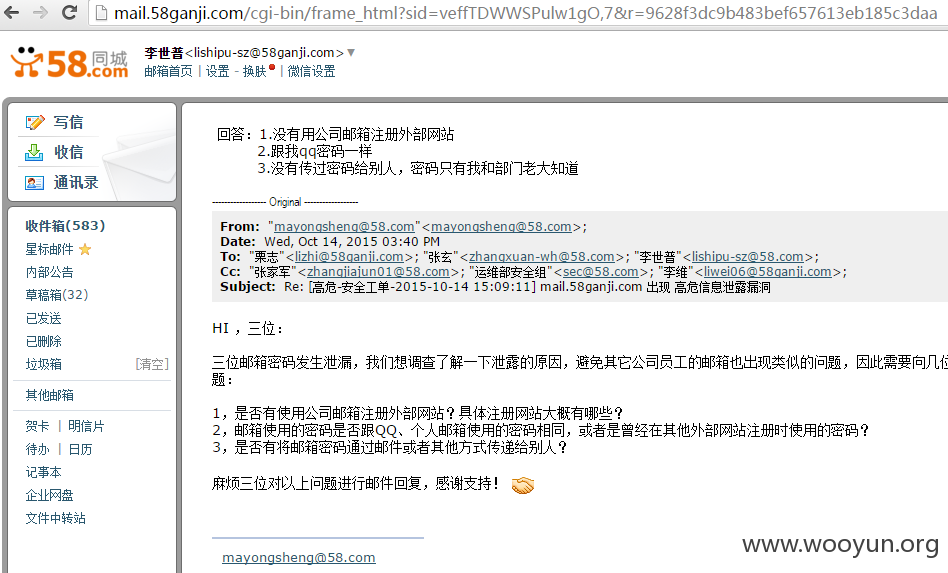 mail.58ganji.com/cgi-bin/frame_html?sid=veffTDWWSPulw1gO,7&r=9628f3dc9b483bef657613eb185c3daa
58同城
.com
李世普<lishipu-sz@58ganji.com>
邮箱首页 | 设置 - 换肤 | 微信设置
写信
收信
通讯录
收件箱(583)
星标邮件
内部公告
草稿箱(32)
已发送
已删除
垃圾箱 [清空]
其他邮箱
贺卡 | 明信片
待办 | 日历
记事本
企业网盘
文件中转站
回答：1.没有用公司邮箱注册外部网站
2.跟我qq密码一样
3.没有传过密码给别人，密码只有我和部门老大知道
------------------ Original ------------------
From: "mayongsheng@58.com"<mayongsheng@58.com>;
Date: Wed, Oct 14, 2015 03:40 PM
To: "栗志"<lizhi@58ganji.com>; "张玄"<zhangxuan-wh@58.com>; "李世普"<lishipu-sz@58.com>;
Cc: "张家军"<zhangjiajun01@58.com>; "运维部安全组"<sec@58.com>; "李维"<liwei06@58ganji.com>;
Subject: Re: [高危-安全工单-2015-10-14 15:09:11] mail.58ganji.com 出现 高危信息泄露漏洞
HI ，三位：
三位邮箱密码发生泄漏，我们想调查了解一下泄露的原因，避免其它公司员工的邮箱也出现类似的问题，因此需要向几位
题：
1，是否有使用公司邮箱注册外部网站？具体注册网站大概有哪些？
2，邮箱使用的密码是否跟QQ、个人邮箱使用的密码相同，或者是曾经在其他外部网站注册时使用的密码？
3，是否有将邮箱密码通过邮件或者其他方式传递给别人？
麻烦三位对以上问题进行邮件回复，感谢支持！
mayongsheng@58.com
www.wooyun.org